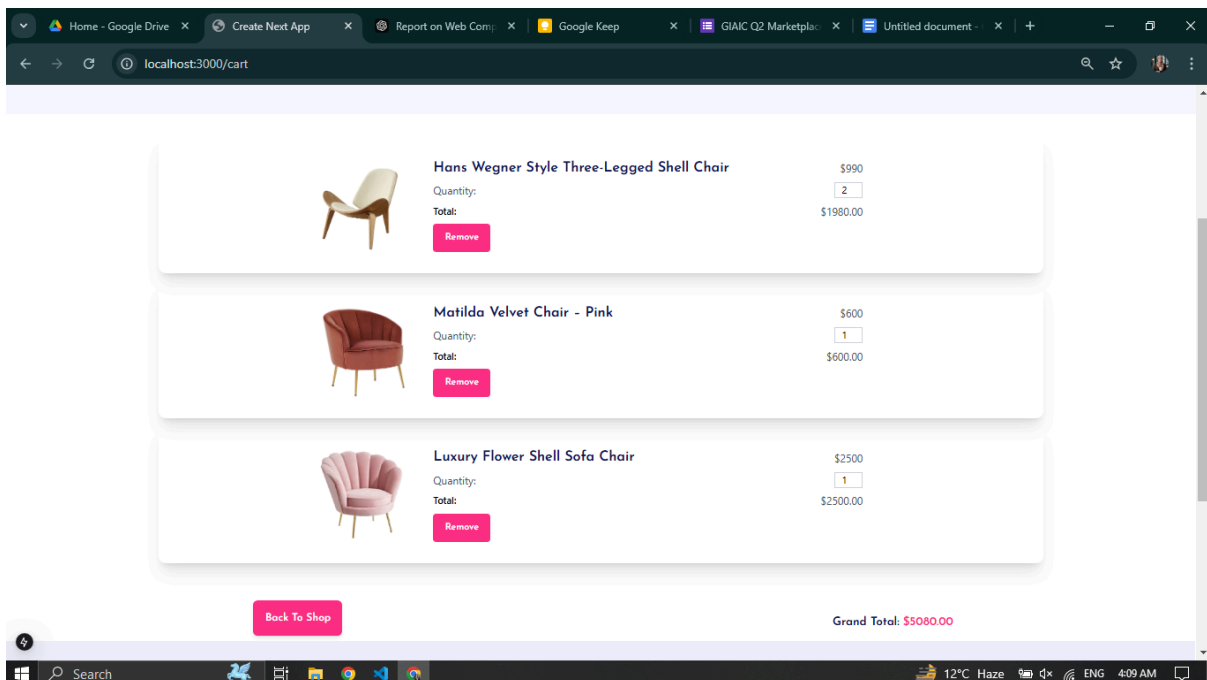 Home - Google Drive
Create Next App
Report on Web Comp
Google Keep
GIAIC Q2 Marketplac
Untitled document -
localhost:3000/cart
Hans Wegner Style Three-Legged Shell Chair $990
Quantity: 2
Total: $1980.00
Remove
Matilda Velvet Chair – Pink $600
Quantity: 1
Total: $600.00
Remove
Luxury Flower Shell Sofa Chair $2500
Quantity: 1
Total: $2500.00
Remove
Back To Shop
Grand Total: $5080.00
Search
12°C Haze ENG 4:09 AM